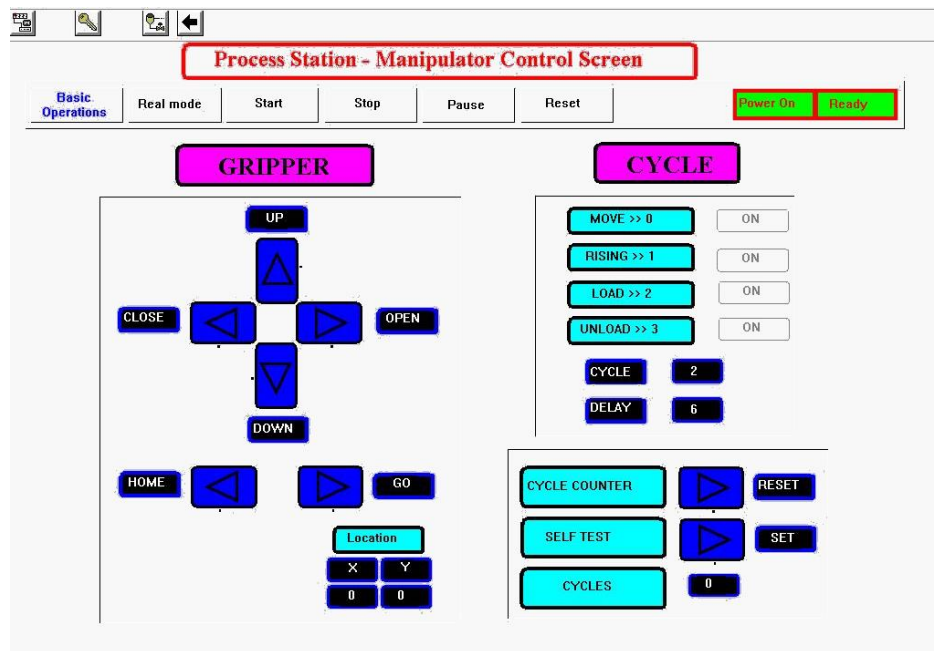 Process Station - Manipulator Control Screen
Basic Operations
Real mode
Start
Stop
Pause
Reset
Power On
Ready
GRIPPER
UP
CLOSE
OPEN
DOWN
HOME
GO
Location
X Y
0 0
CYCLE
MOVE >> 0 ON
RISING >> 1 ON
LOAD >> 2 ON
UNLOAD >> 3 ON
CYCLE 2
DELAY 6
CYCLE COUNTER RESET
SELF TEST SET
CYCLES 0